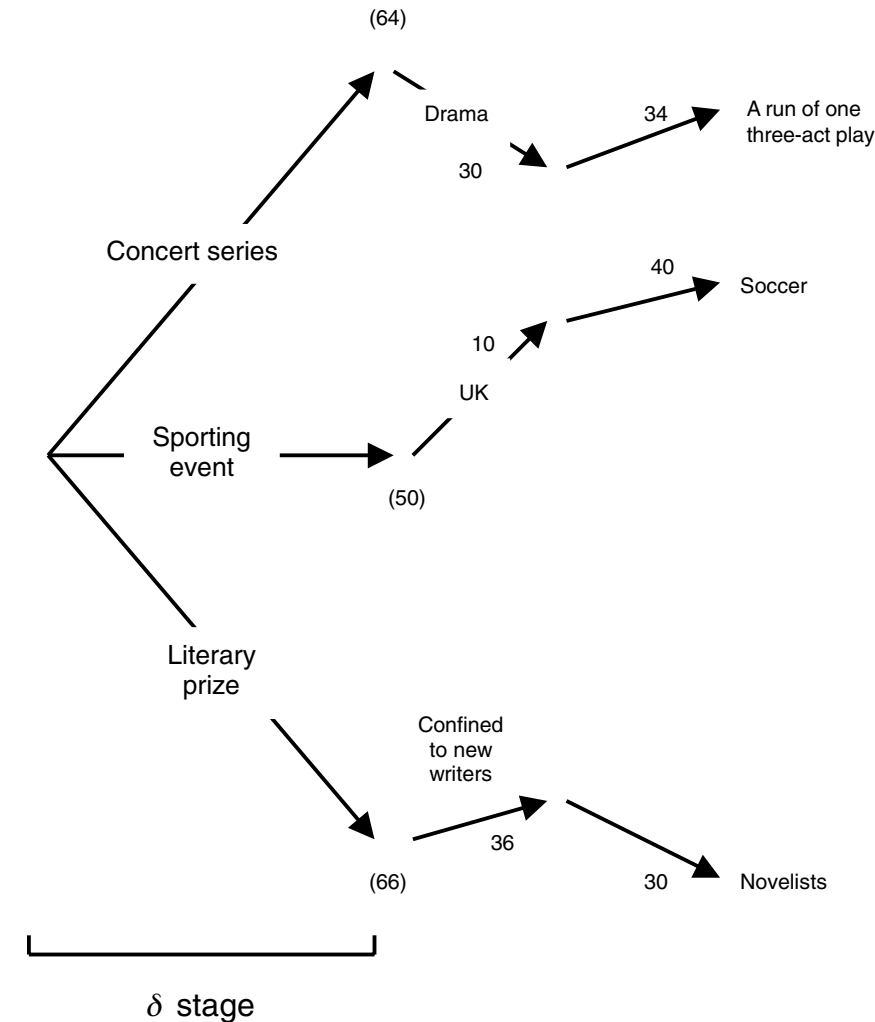 (64)
Drama
34
A run of one
three-act play
30
Concert series
40
Soccer
10
UK
Sporting
event
(50)
Literary
prize
Confined
to new
writers
36
(66)
30
Novelists
δ stage